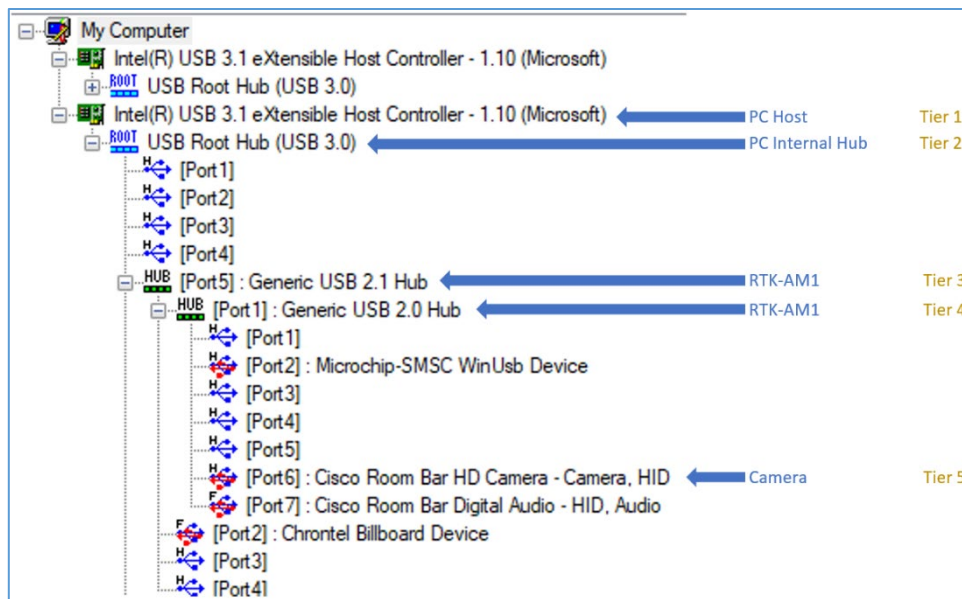 My Computer
Intel(R) USB 3.1 eXtensible Host Controller - 1.10 (Microsoft)
ROOT USB Root Hub (USB 3.0)
Intel(R) USB 3.1 eXtensible Host Controller - 1.10 (Microsoft) PC Host Tier 1
ROOT USB Root Hub (USB 3.0) PC Internal Hub Tier 2
H [Port1]
H [Port2]
H [Port3]
H [Port4]
HUB [Port5] : Generic USB 2.1 Hub RTK-AM1 Tier 3
HUB [Port1] : Generic USB 2.0 Hub RTK-AM1 Tier 4
H [Port1]
H [Port2] : Microchip-SMSC WinUsb Device
H [Port3]
H [Port4]
H [Port5]
H [Port6] : Cisco Room Bar HD Camera - Camera, HID Camera Tier 5
F [Port7] : Cisco Room Bar Digital Audio - HID, Audio
F [Port2] : Chrontel Billboard Device
H [Port3]
H [Port4]